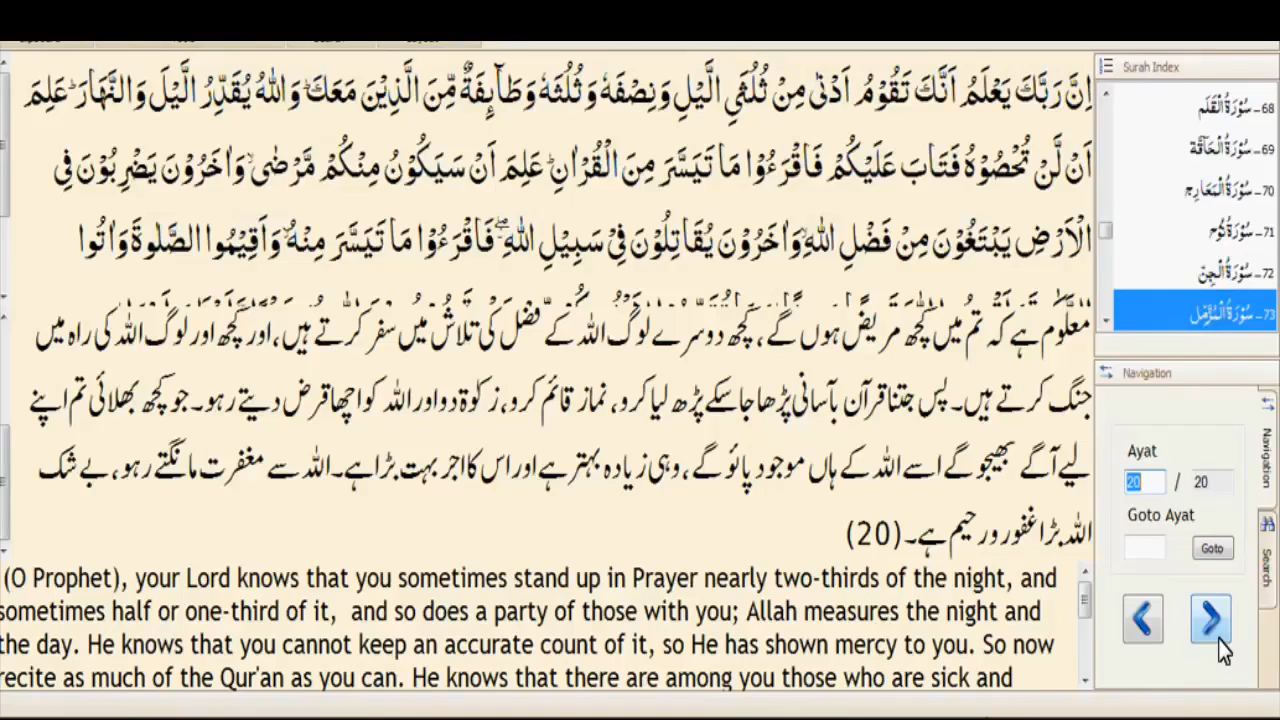 اِنَّ رَبَّكَ يَعْلَمُ اَنَّكَ تَقُوْمُ اَدْنٰى مِنْ ثُلُثَيِ الَّيْلِ وَنِصْفَهٗ وَثُلُثَهٗ وَطَآىِٕفَةٌ مِّنَ الَّذِيْنَ مَعَكَ ؕ وَاللّٰهُ يُقَدِّرُ الَّيْلَ وَالنَّهَارَ ؕ عَلِمَ
اَنْ لَّنْ تُحْصُوْهُ فَتَابَ عَلَيْكُمْ فَاقْرَءُوْا مَا تَيَسَّرَ مِنَ الْقُرْاٰنِ ؕ عَلِمَ اَنْ سَيَكُوْنُ مِنْكُمْ مَّرْضٰى ۙ وَاٰخَرُوْنَ يَضْرِبُوْنَ فِى
الْاَرْضِ يَبْتَغُوْنَ مِنْ فَضْلِ اللّٰهِ ۙ وَاٰخَرُوْنَ يُقَاتِلُوْنَ فِىْ سَبِيْلِ اللّٰهِ ۖ فَاقْرَءُوْا مَا تَيَسَّرَ مِنْهُ ۙ وَاَقِيْمُوا الصَّلٰوةَ وَاٰتُوا
معلوم ہے کہ تم میں کچھ مریض ہوں گے، کچھ دوسرے لوگ اللہ کے فضل کی تلاش میں سفر کرتے ہیں، اور کچھ اور لوگ اللہ کی راہ میں
جنگ کرتے ہیں۔ پس جتنا قرآن بآسانی پڑھا جا سکے پڑھ لیا کرو، نماز قائم کرو، زکوٰۃ دو اور اللہ کو اچھا قرض دیتے رہو۔ جو کچھ بھلائی تم اپنے
لیے آگے بھیجو گے اسے اللہ کے ہاں موجود پائو گے، وہی زیادہ بہتر ہے اور اس کا اجر بہت بڑا ہے۔ اللہ سے مغفرت مانگتے رہو، بے شک
اللہ بڑا غفور و رحیم ہے۔(20)
(O Prophet), your Lord knows that you sometimes stand up in Prayer nearly two-thirds of the night, and
sometimes half or one-third of it, and so does a party of those with you; Allah measures the night and
the day. He knows that you cannot keep an accurate count of it, so He has shown mercy to you. So now
recite as much of the Qur'an as you can. He knows that there are among you those who are sick and
Surah Index
68- سُوْرَةُ الْقَلَم
69- سُوْرَةُ الْحَآقَّة
70- سُوْرَةُ الْمَعَارِج
71- سُوْرَةُ نُوْح
72- سُوْرَةُ الْجِنّ
73- سُوْرَةُ الْمُزَّمِّل
Navigation
Ayat
20 / 20
Goto Ayat
Goto
Navigation
Search